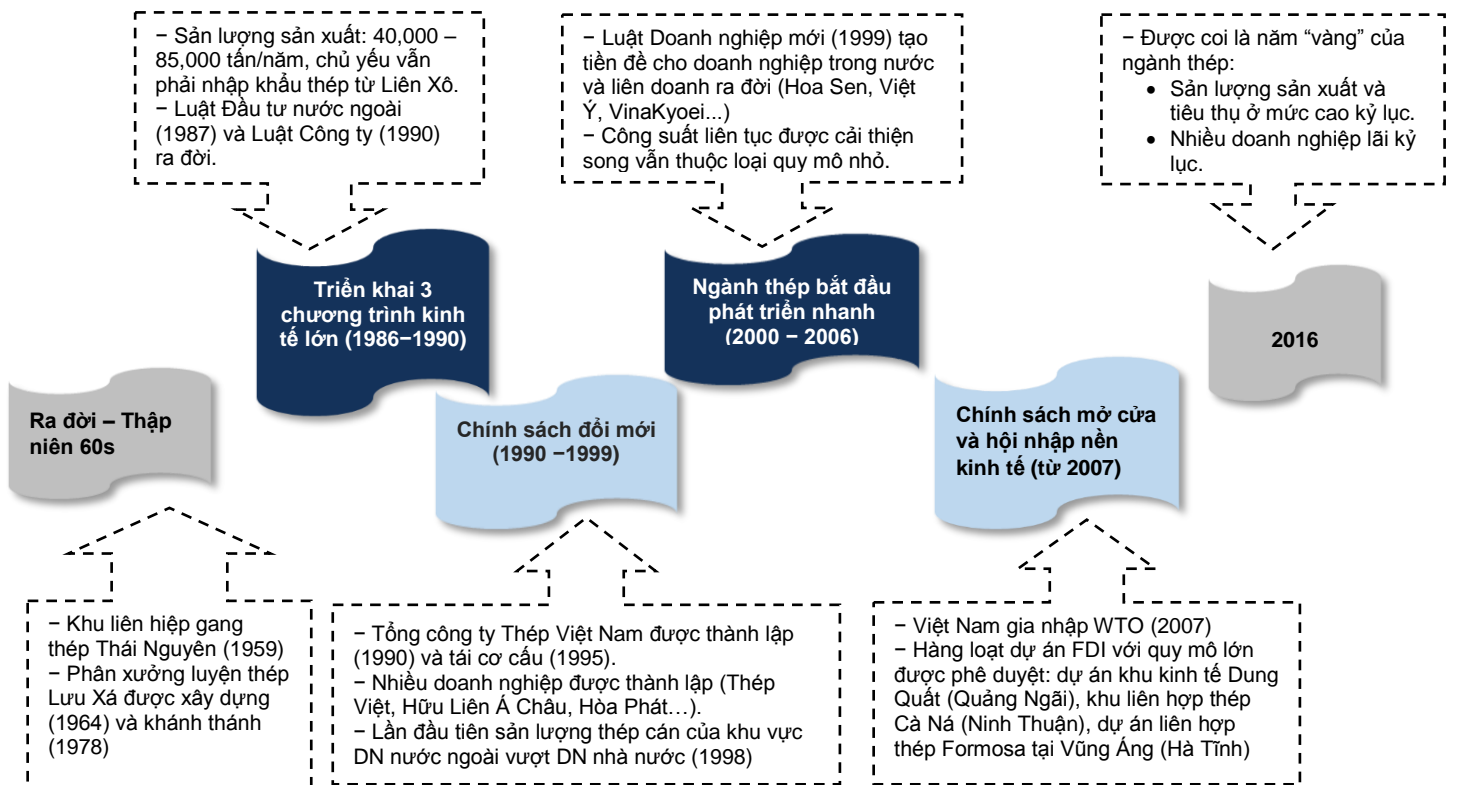 − Sản lượng sản xuất: 40,000 –
85,000 tấn/năm, chủ yếu vẫn
phải nhập khẩu thép từ Liên Xô.
− Luật Đầu tư nước ngoài
(1987) và Luật Công ty (1990)
ra đời.
− Luật Doanh nghiệp mới (1999) tạo
tiền đề cho doanh nghiệp trong nước
và liên doanh ra đời (Hoa Sen, Việt
Ý, VinaKyoei...)
− Công suất liên tục được cải thiện
song vẫn thuộc loại quy mô nhỏ.
− Được coi là năm “vàng” của
ngành thép:
• Sản lượng sản xuất và
tiêu thụ ở mức cao kỷ lục.
• Nhiều doanh nghiệp lãi kỷ
lục.
Triển khai 3
chương trình kinh
tế lớn (1986−1990)
Ngành thép bắt đầu
phát triển nhanh
(2000 − 2006)
2016
Ra đời – Thập
niên 60s
Chính sách đổi mới
(1990 −1999)
Chính sách mở cửa
và hội nhập nền
kinh tế (từ 2007)
− Khu liên hiệp gang
thép Thái Nguyên (1959)
− Phân xưởng luyện thép
Lưu Xá được xây dựng
(1964) và khánh thánh
(1978)
− Tổng công ty Thép Việt Nam được thành lập
(1990) và tái cơ cấu (1995).
− Nhiều doanh nghiệp được thành lập (Thép
Việt, Hữu Liên Á Châu, Hòa Phát…).
− Lần đầu tiên sản lượng thép cán của khu vực
DN nước ngoài vượt DN nhà nước (1998)
− Việt Nam gia nhập WTO (2007)
− Hàng loạt dự án FDI với quy mô lớn
được phê duyệt: dự án khu kinh tế Dung
Quất (Quảng Ngãi), khu liên hợp thép
Cà Ná (Ninh Thuận), dự án liên hợp
thép Formosa tại Vũng Áng (Hà Tĩnh)